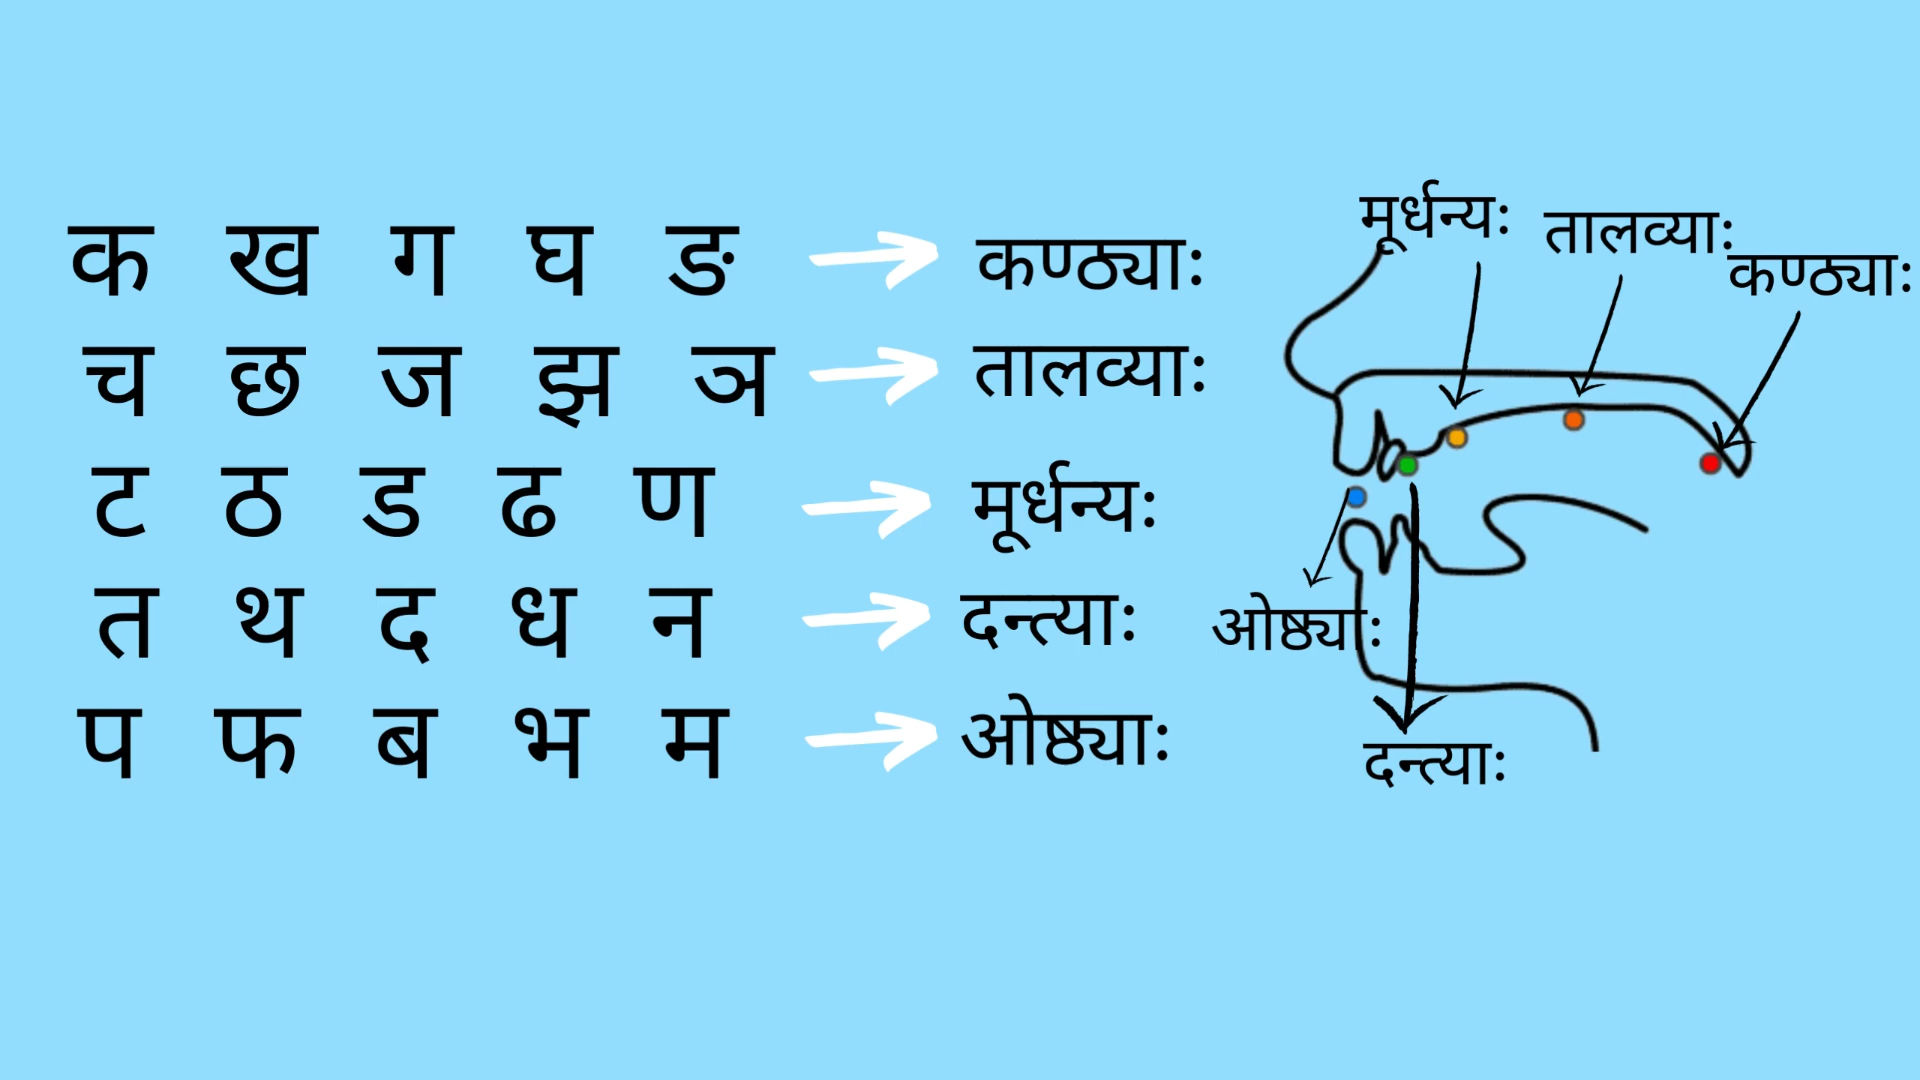 क ख ग घ ङ → कण्ठ्याः
च छ ज झ ञ → तालव्याः
ट ठ ड ढ ण → मूर्धन्यः
त थ द ध न → दन्त्याः
प फ ब भ म → ओष्ठ्याः
मूर्धन्यः
तालव्याः
कण्ठ्याः
ओष्ठ्याः
दन्त्याः